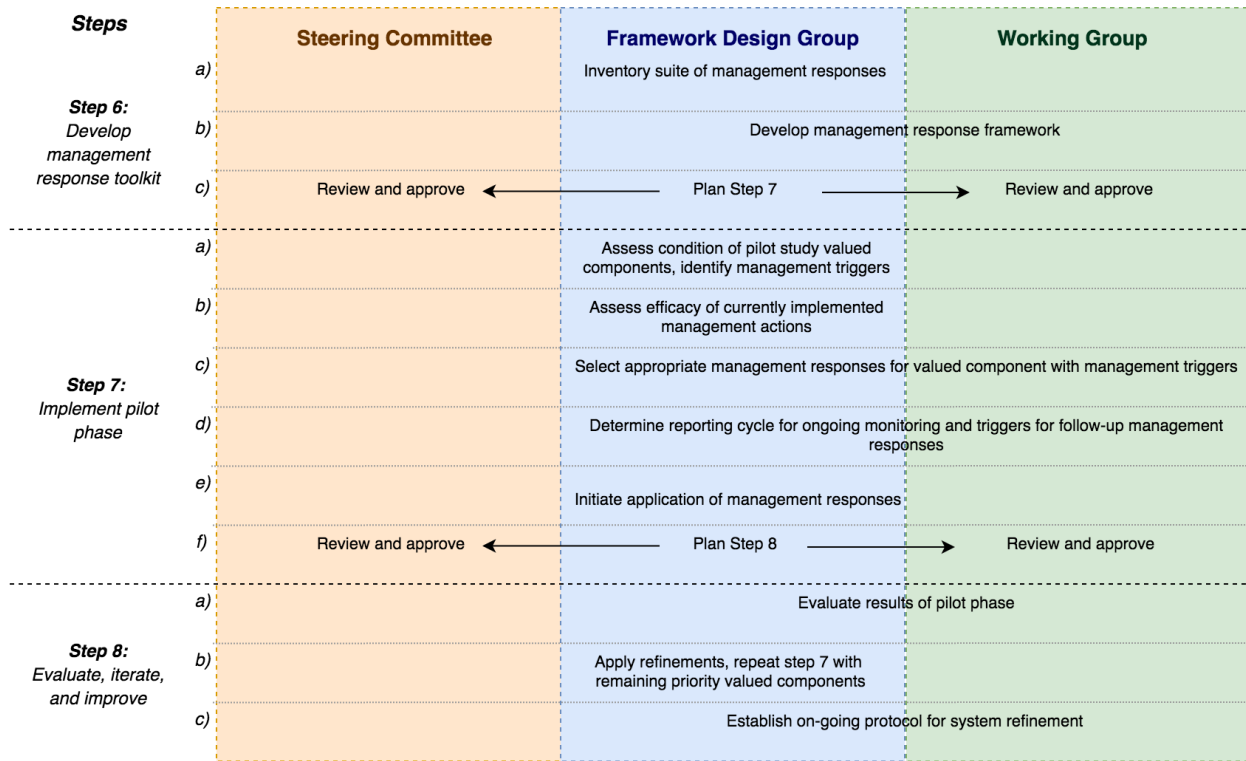 Steps
Steering Committee
Framework Design Group
Working Group
Step 6:
Develop
management
response toolkit
a)
Inventory suite of management responses
b)
Develop management response framework
c)
Review and approve
Plan Step 7
Review and approve
Step 7:
Implement pilot
phase
a)
Assess condition of pilot study valued
components, identify management triggers
b)
Assess efficacy of currently implemented
management actions
c)
Select appropriate management responses for valued component with management triggers
d)
Determine reporting cycle for ongoing monitoring and triggers for follow-up management
responses
e)
Initiate application of management responses
f)
Review and approve
Plan Step 8
Review and approve
Step 8:
Evaluate, iterate,
and improve
a)
Evaluate results of pilot phase
b)
Apply refinements, repeat step 7 with
remaining priority valued components
c)
Establish on-going protocol for system refinement